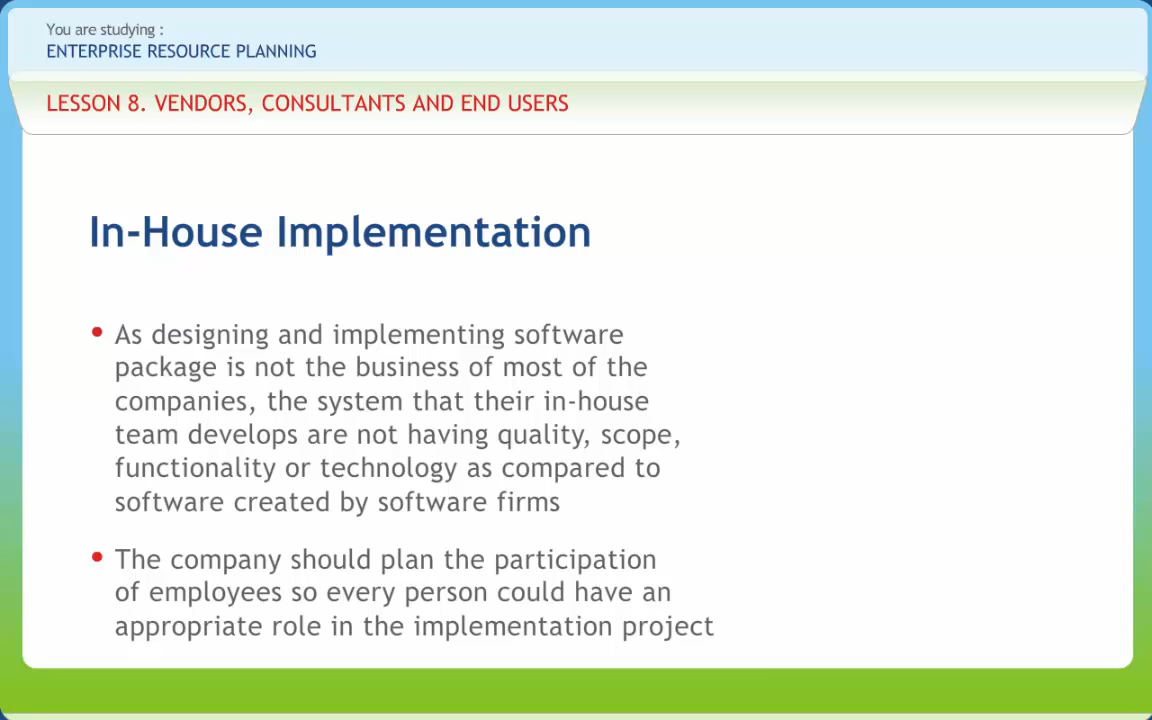 You are studying :
ENTERPRISE RESOURCE PLANNING
LESSON 8. VENDORS, CONSULTANTS AND END USERS
In-House Implementation
• As designing and implementing software
package is not the business of most of the
companies, the system that their in-house
team develops are not having quality, scope,
functionality or technology as compared to
software created by software firms
• The company should plan the participation
of employees so every person could have an
appropriate role in the implementation project